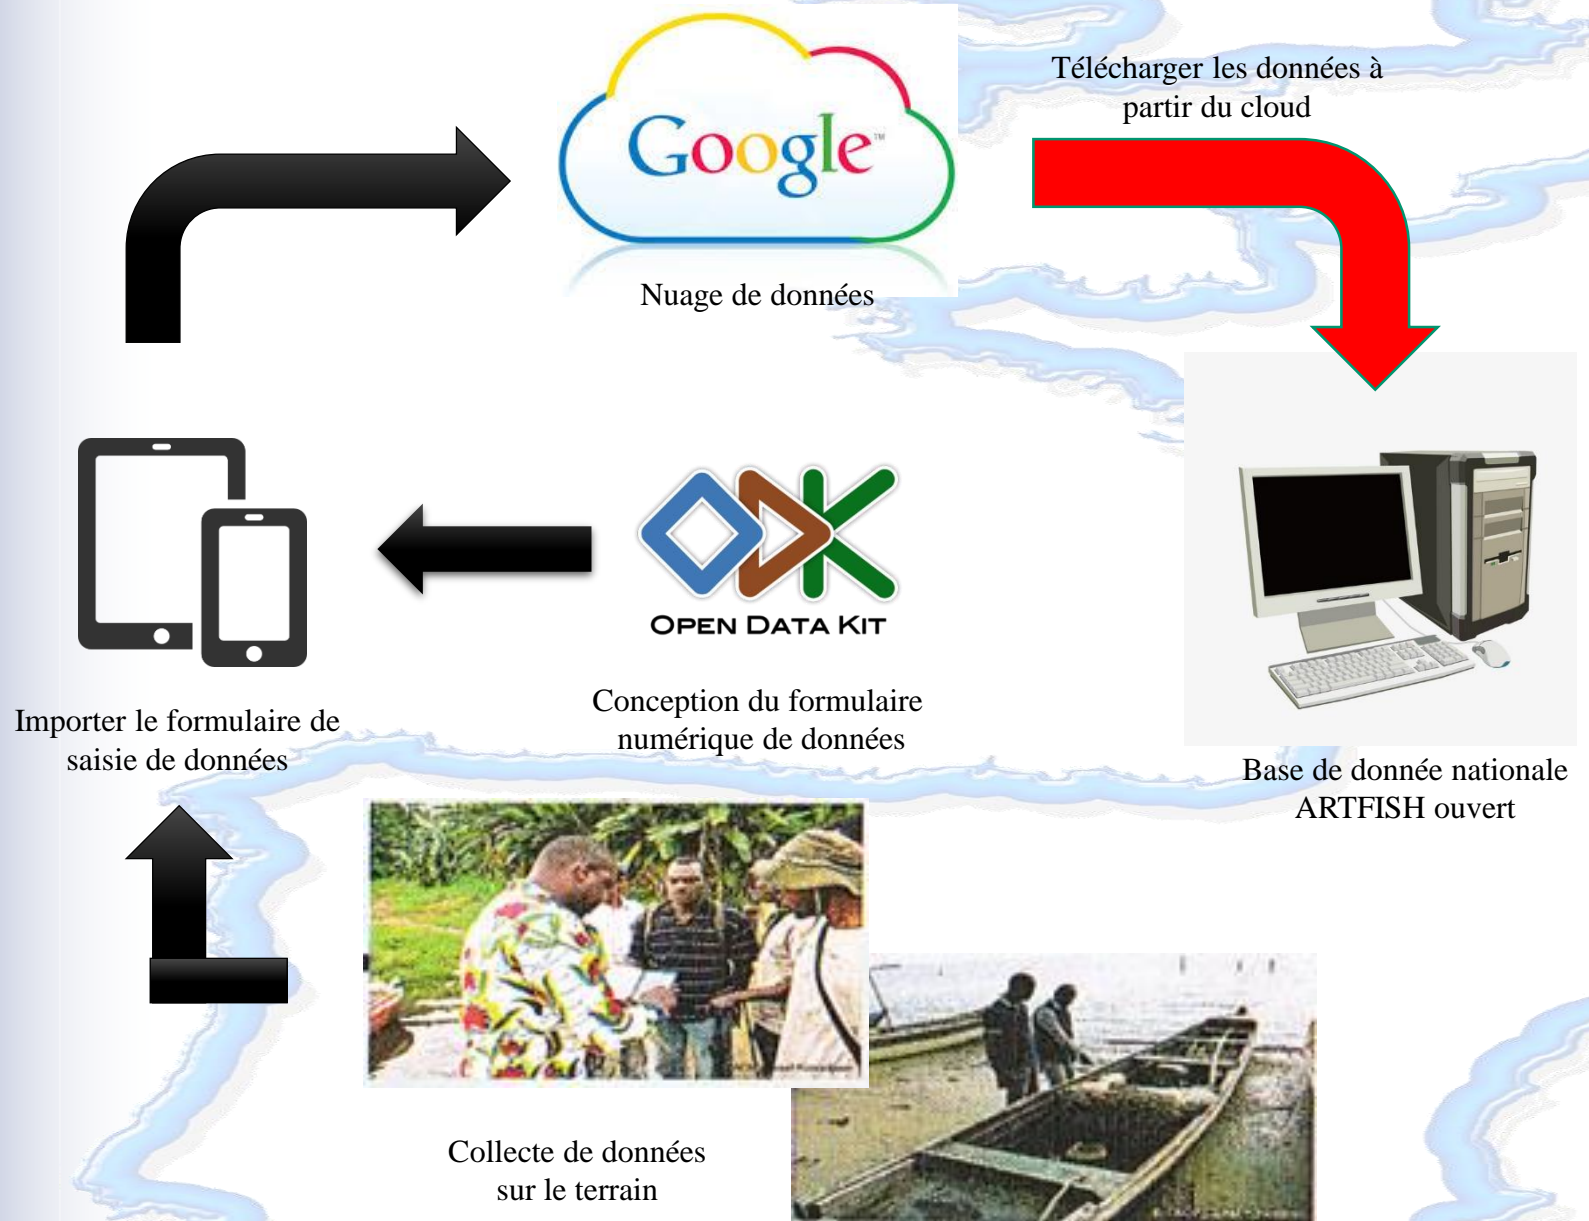 Télécharger les données à
partir du cloud
Google™
Nuage de données
OPEN DATA KIT
Importer le formulaire de
saisie de données
Conception du formulaire
numérique de données
Base de donnée nationale
ARTFISH ouvert
Collecte de données
sur le terrain